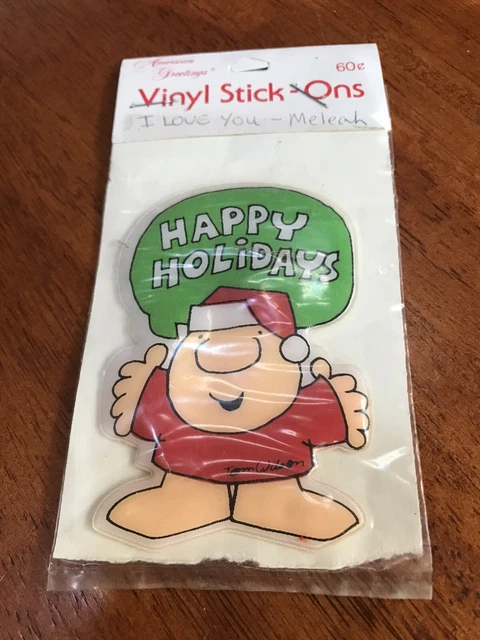 American
Greetings®
60¢
Vinyl Stick-Ons
I LOVE YOU - Meleah
HAPPY
HOLiDAYS
Tom Wilson